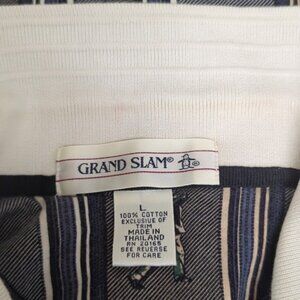 GRAND SLAM®
L
100% COTTON
EXCLUSIVE OF
TRIM
MADE IN
THAILAND
RN 20165
SEE REVERSE
FOR CARE